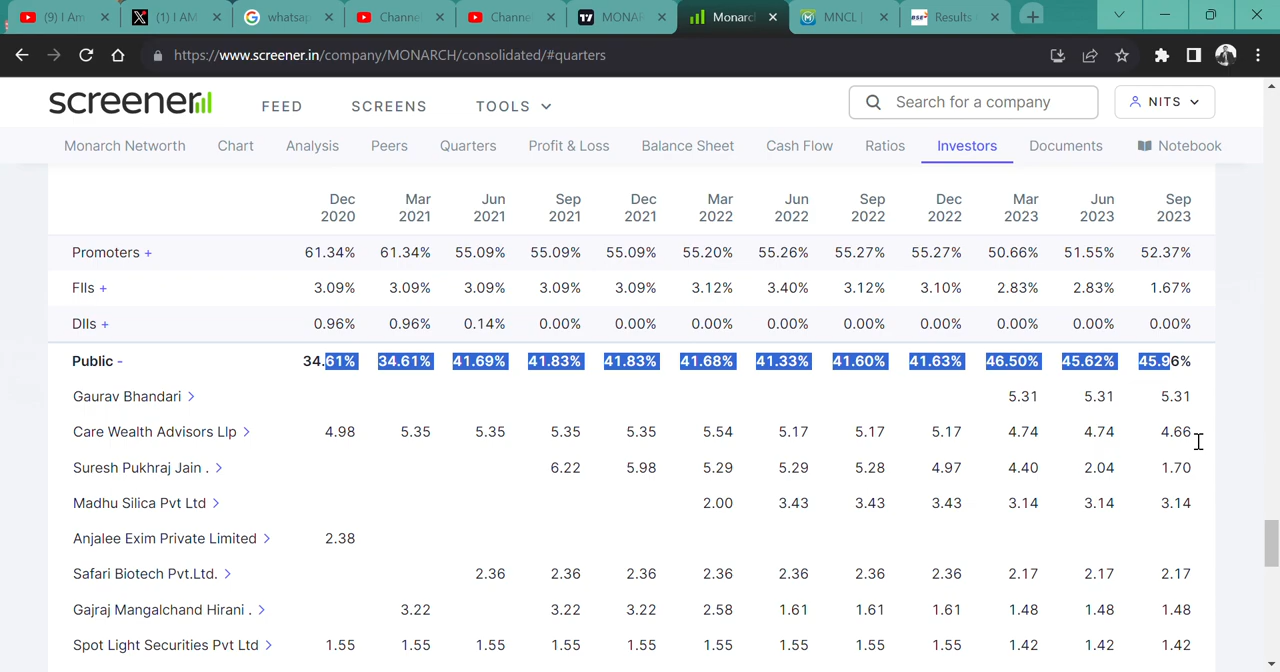 (9) I Am
(1) I AM
whatsap
Channe
Channe
MONAR
Monarc
MNCL |
Results
https://www.screener.in/company/MONARCH/consolidated/#quarters
screener
FEED SCREENS TOOLS
Search for a company
NITS
Monarch Networth Chart Analysis Peers Quarters Profit & Loss Balance Sheet Cash Flow Ratios Investors Documents Notebook
Dec 2020 Mar 2021 Jun 2021 Sep 2021 Dec 2021 Mar 2022 Jun 2022 Sep 2022 Dec 2022 Mar 2023 Jun 2023 Sep 2023
Promoters + 61.34% 61.34% 55.09% 55.09% 55.09% 55.20% 55.26% 55.27% 55.27% 50.66% 51.55% 52.37%
FIIs + 3.09% 3.09% 3.09% 3.09% 3.09% 3.12% 3.40% 3.12% 3.10% 2.83% 2.83% 1.67%
DIIs + 0.96% 0.96% 0.14% 0.00% 0.00% 0.00% 0.00% 0.00% 0.00% 0.00% 0.00% 0.00%
Public - 34.61% 34.61% 41.69% 41.83% 41.83% 41.68% 41.33% 41.60% 41.63% 46.50% 45.62% 45.96%
Gaurav Bhandari > 5.31 5.31 5.31
Care Wealth Advisors Llp > 4.98 5.35 5.35 5.35 5.35 5.54 5.17 5.17 5.17 4.74 4.74 4.66
Suresh Pukhraj Jain . > 6.22 5.98 5.29 5.29 5.28 4.97 4.40 2.04 1.70
Madhu Silica Pvt Ltd > 2.00 3.43 3.43 3.43 3.14 3.14 3.14
Anjalee Exim Private Limited > 2.38
Safari Biotech Pvt.Ltd. > 2.36 2.36 2.36 2.36 2.36 2.36 2.36 2.17 2.17 2.17
Gajraj Mangalchand Hirani . > 3.22 3.22 3.22 2.58 1.61 1.61 1.61 1.48 1.48 1.48
Spot Light Securities Pvt Ltd > 1.55 1.55 1.55 1.55 1.55 1.55 1.55 1.55 1.55 1.42 1.42 1.42